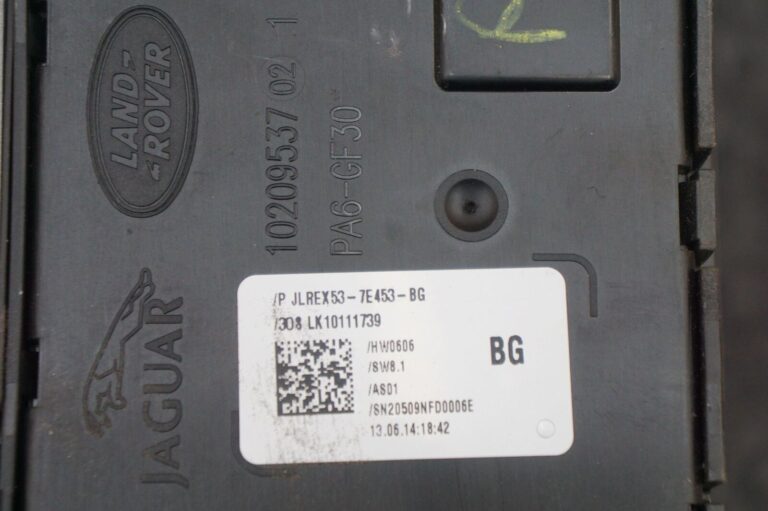 LAND
ROVER
10209537 02 1
PA6-GF30
JAGUAR
/P JLREX53-7E453-BG
/308 LK10111739
/HW0606
/SW8.1
/AS01
/SN20509NFD0006E
13.06.14:18:42
BG